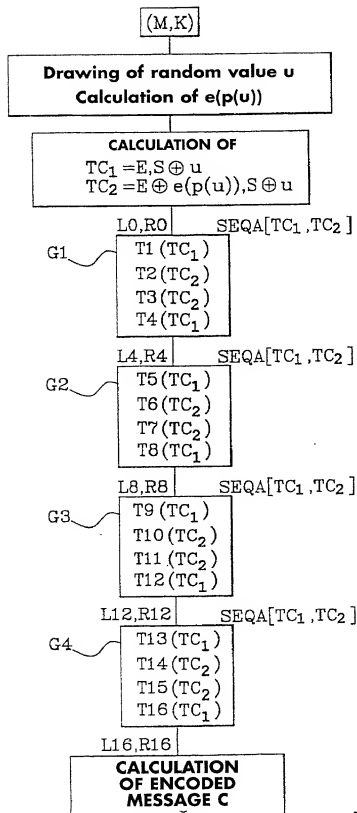 (M,K)
Drawing of random value u
Calculation of e(p(u))
CALCULATION OF
TC₁ =E,S ⊕ u
TC₂ =E ⊕ e(p(u)),S ⊕ u
L0,R0 SEQA[TC₁,TC₂]
G1
T1(TC₁)
T2(TC₂)
T3(TC₂)
T4(TC₁)
L4,R4 SEQA[TC₁,TC₂]
G2
T5(TC₁)
T6(TC₂)
T7(TC₂)
T8(TC₁)
L8,R8 SEQA[TC₁,TC₂]
G3
T9(TC₁)
T10(TC₂)
T11(TC₂)
T12(TC₁)
L12,R12 SEQA[TC₁,TC₂]
G4
T13(TC₁)
T14(TC₂)
T15(TC₂)
T16(TC₁)
L16,R16
CALCULATION
OF ENCODED
MESSAGE C